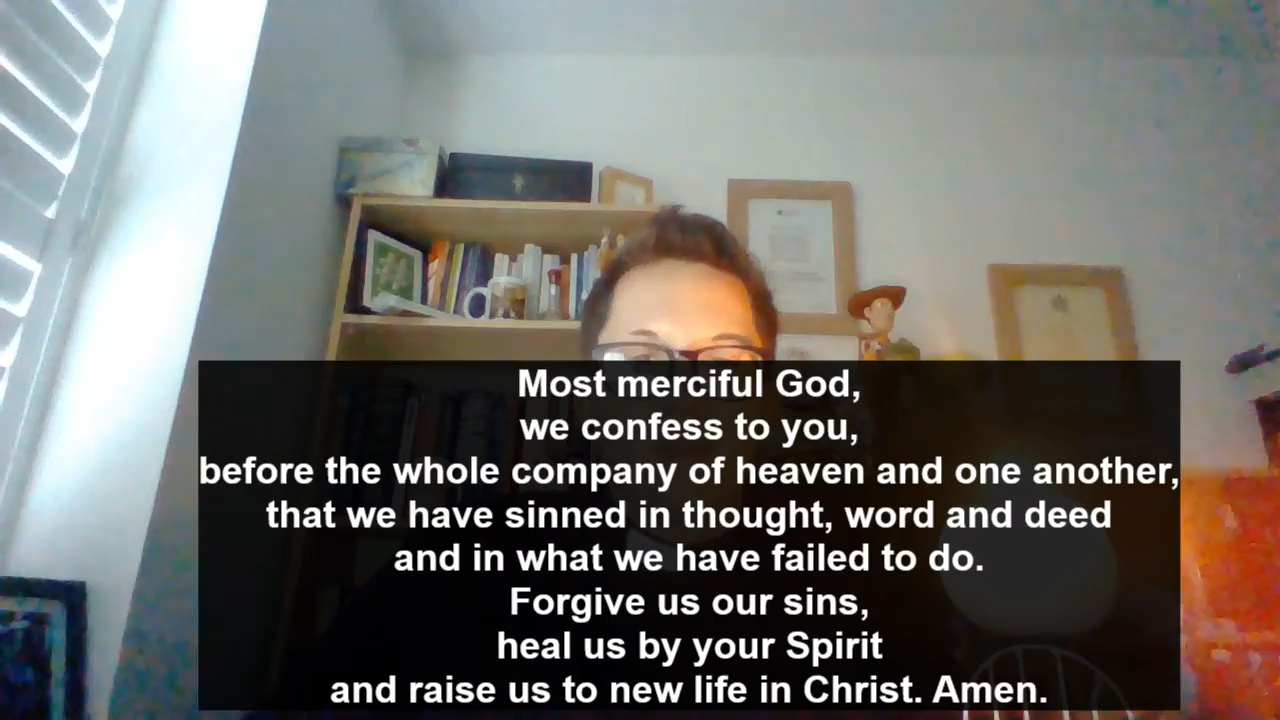 Most merciful God,
we confess to you,
before the whole company of heaven and one another,
that we have sinned in thought, word and deed
and in what we have failed to do.
Forgive us our sins,
heal us by your Spirit
and raise us to new life in Christ. Amen.